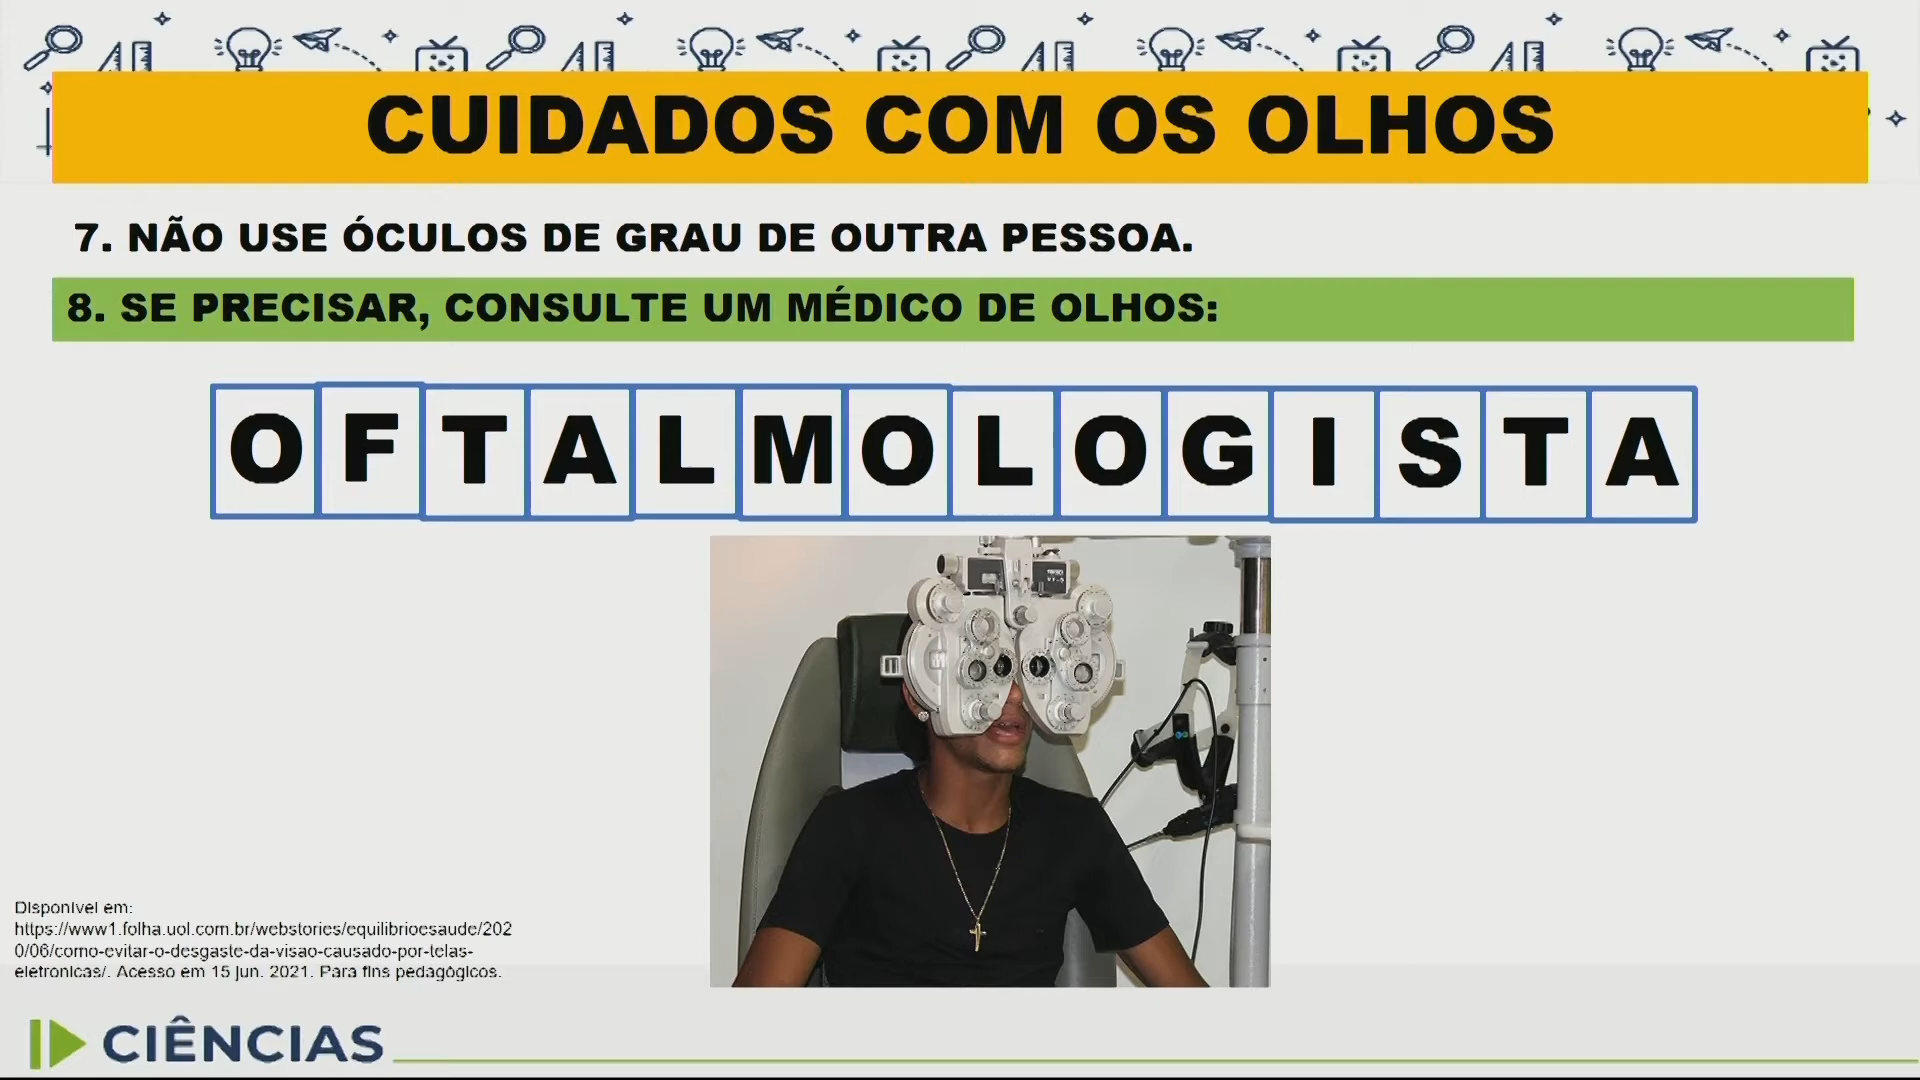 CUIDADOS COM OS OLHOS
7. NÃO USE ÓCULOS DE GRAU DE OUTRA PESSOA.
8. SE PRECISAR, CONSULTE UM MÉDICO DE OLHOS:
OFTALMOLOGISTA
Disponível em:
https://www1.folha.uol.com.br/webstories/equilibrioesaude/202
0/06/como-evitar-o-desgaste-da-visao-causado-por-telas-
eletronicas/. Acesso em 15 jun. 2021. Para fins pedagógicos.
CIÊNCIAS